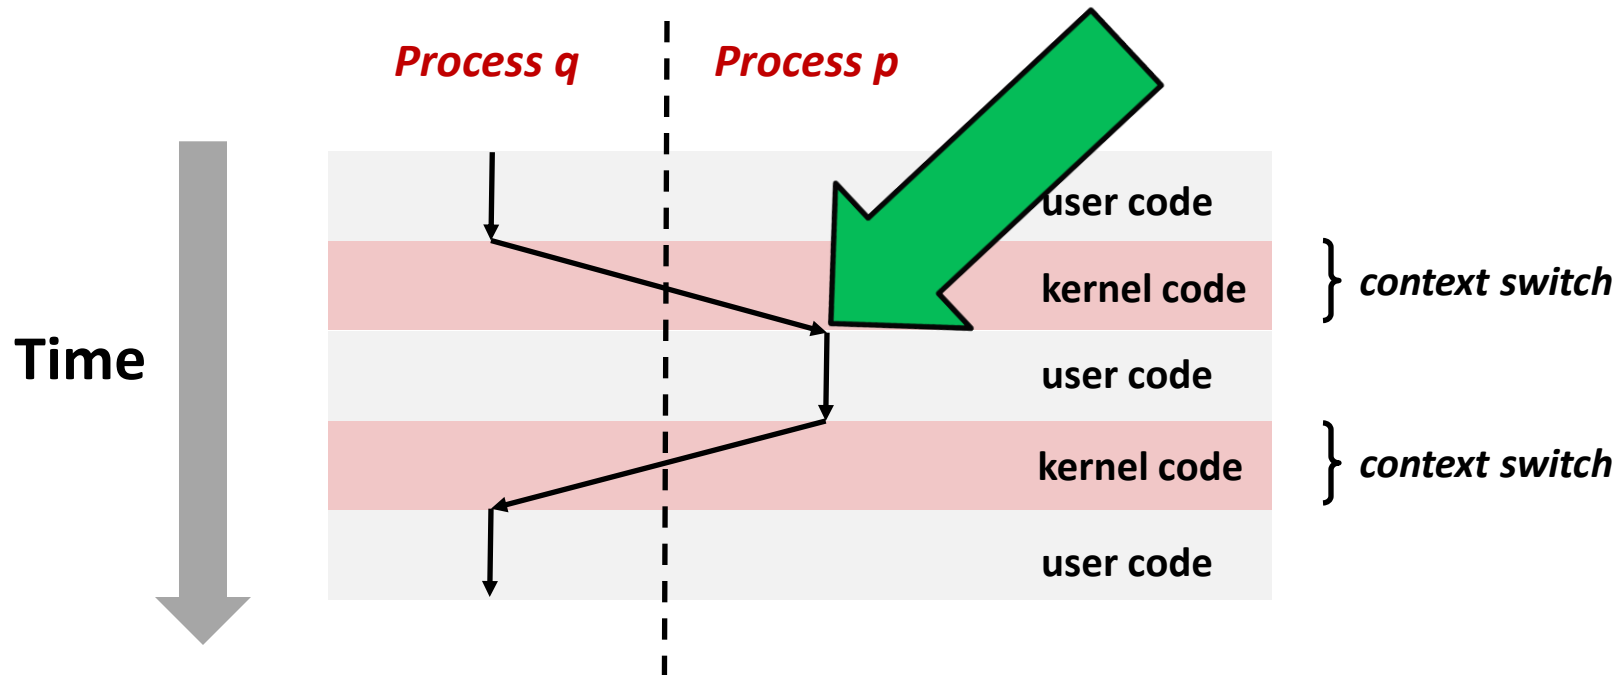 Process q
Process p
user code
kernel code
context switch
Time
user code
kernel code
context switch
user code